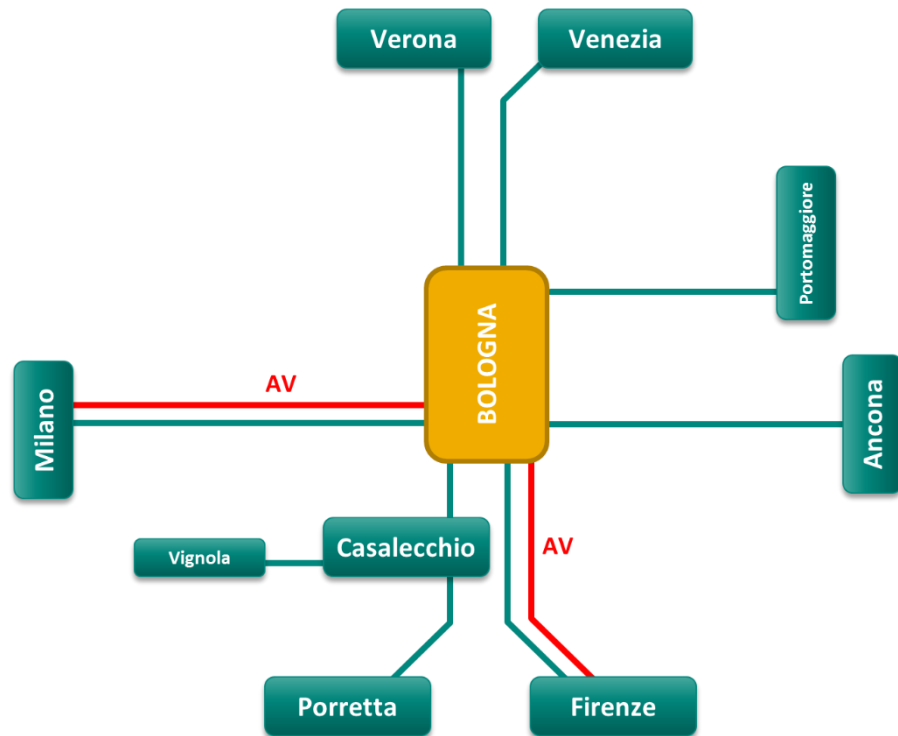 Verona
Venezia
Portomaggiore
BOLOGNA
AV
Milano
Ancona
Casalecchio
Vignola
AV
Porretta
Firenze